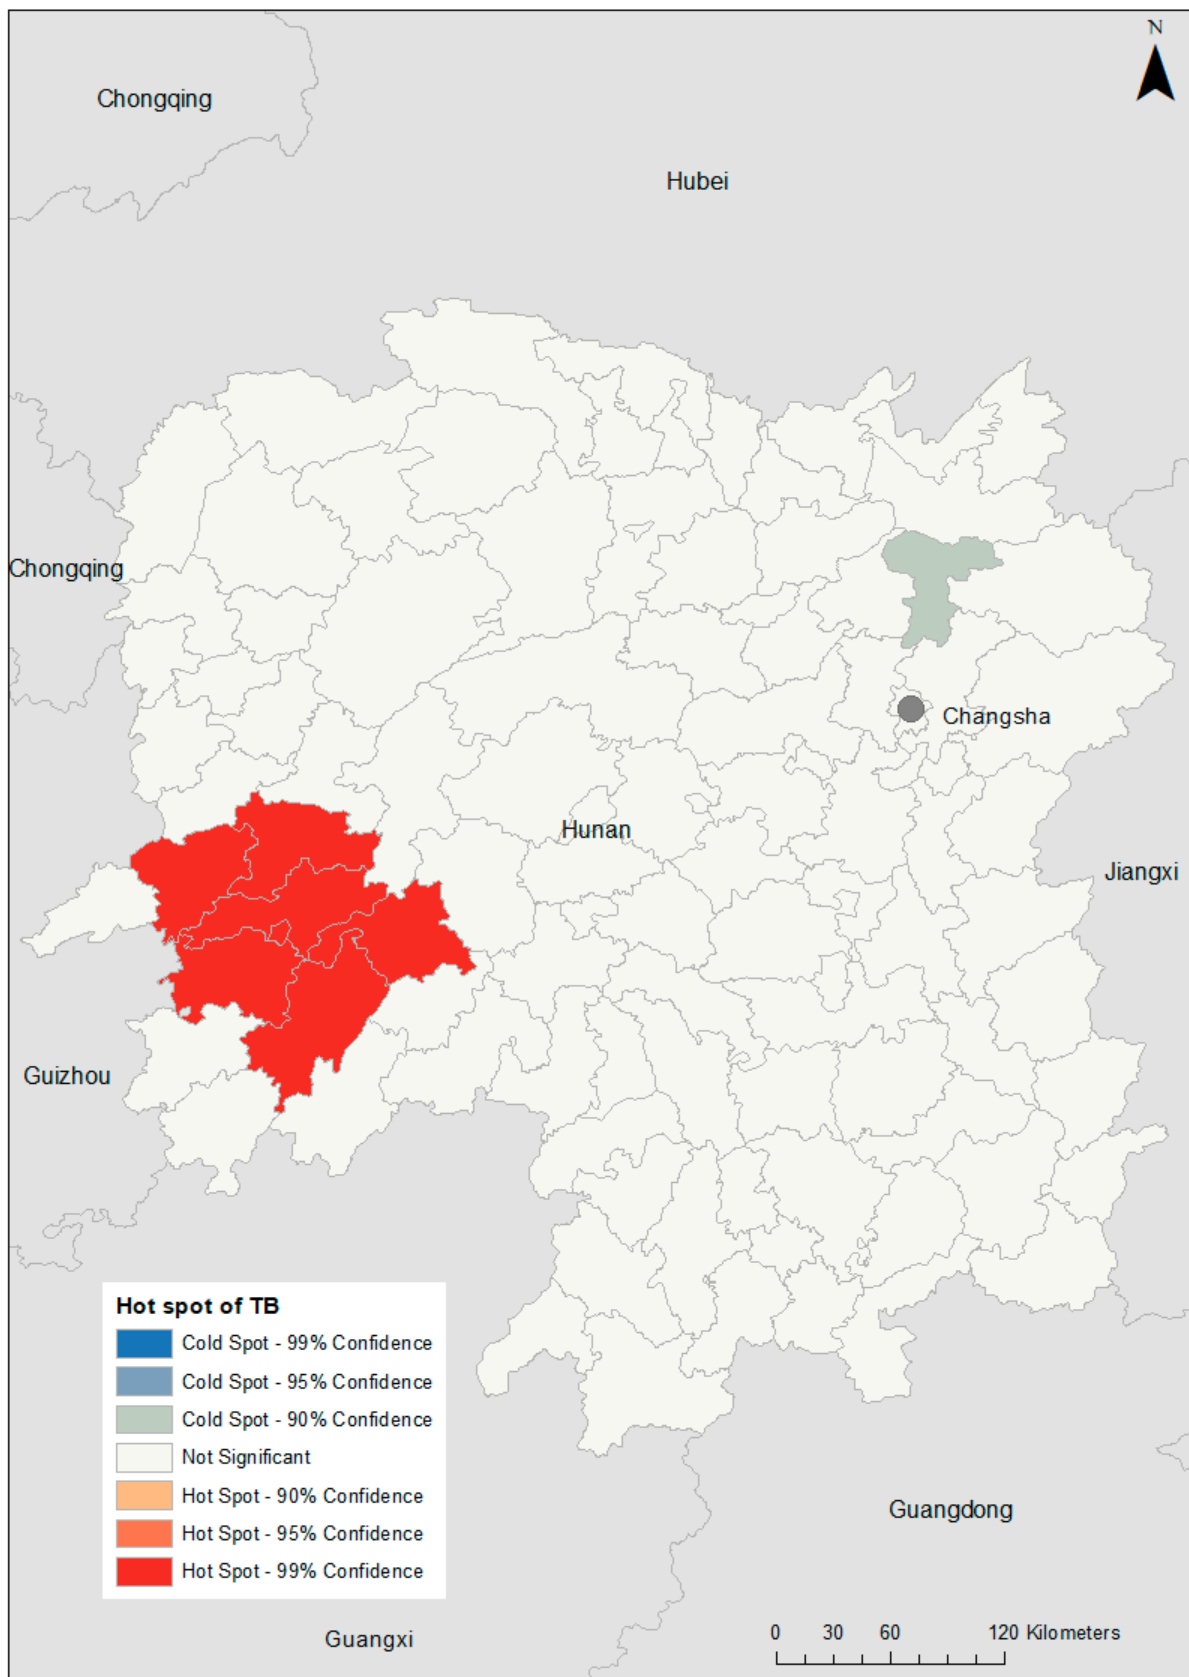 N
Chongqing
Hubei
Chongqing
Changsha
Hunan
Jiangxi
Guizhou
Hot spot of TB
Cold Spot - 99% Confidence
Cold Spot - 95% Confidence
Cold Spot - 90% Confidence
Not Significant
Hot Spot - 90% Confidence
Hot Spot - 95% Confidence
Hot Spot - 99% Confidence
Guangdong
Guangxi
0 30 60 120 Kilometers